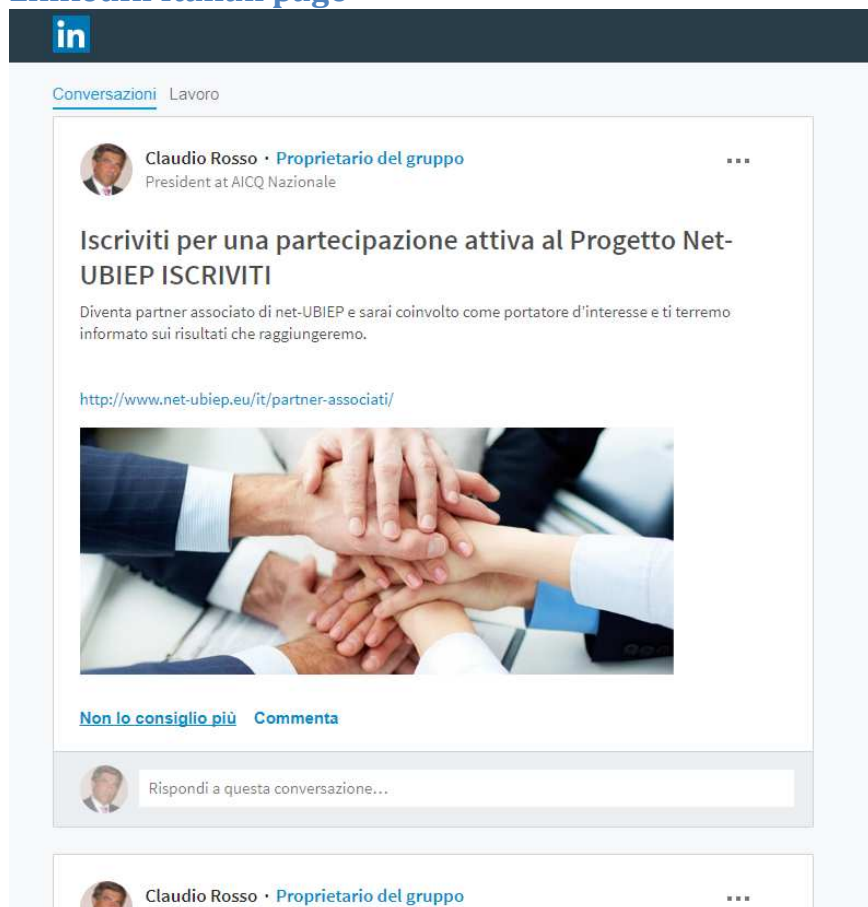 in
Conversazioni Lavoro
Claudio Rosso • Proprietario del gruppo
President at AICQ Nazionale
Iscriviti per una partecipazione attiva al Progetto Net-
UBIEP ISCRIVITI
Diventa partner associato di net-UBIEP e sarai coinvolto come portatore d'interesse e ti terremo
informato sui risultati che raggiungeremo.
http://www.net-ubiep.eu/it/partner-associati/
Non lo consiglio più Commenta
Rispondi a questa conversazione...
Claudio Rosso • Proprietario del gruppo